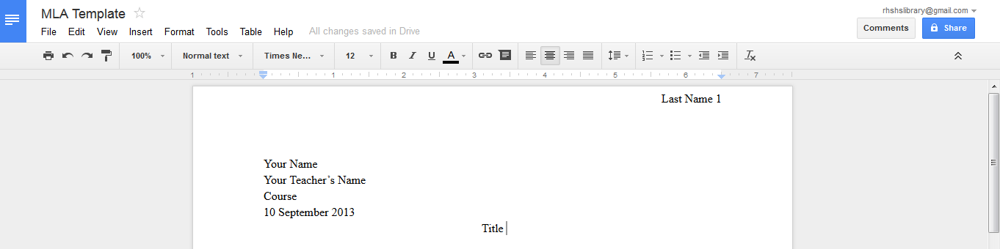 MLA Template
rhshslibrary@gmail.com
File Edit View Insert Format Tools Table Help All changes saved in Drive
Comments Share
100% Normal text Times Ne... 12 B I U A
1 1 2 3 4 5 6 7
Last Name 1
Your Name
Your Teacher’s Name
Course
10 September 2013
Title